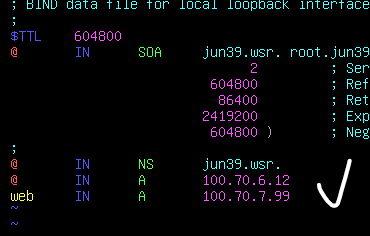 ; BIND data file for local loopback interface
;
$TTL 604800
@ IN SOA jun39.wsr. root.jun39
2 ; Ser
604800 ; Ref
86400 ; Ret
2419200 ; Exp
604800 ) ; Neg
;
@ IN NS jun39.wsr.
@ IN A 100.70.6.12
web IN A 100.70.7.99
~
~